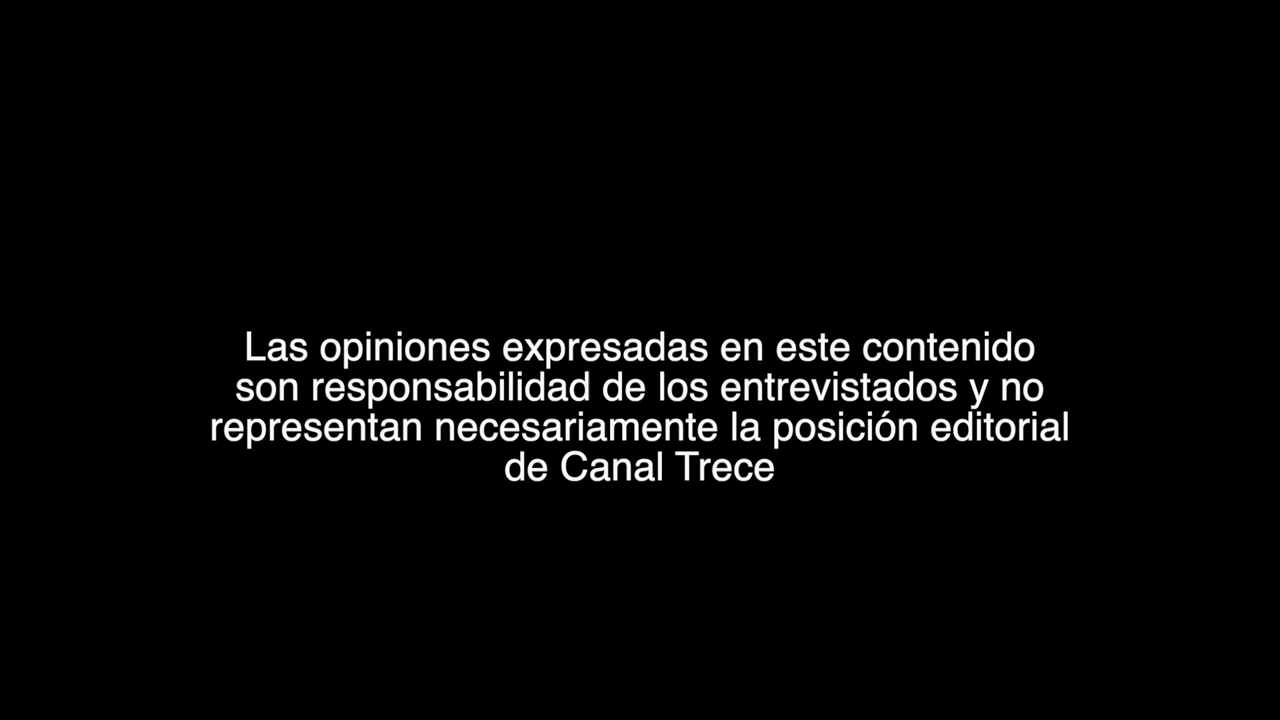 Las opiniones expresadas en este contenido
son responsabilidad de los entrevistados y no
representan necesariamente la posición editorial
de Canal Trece